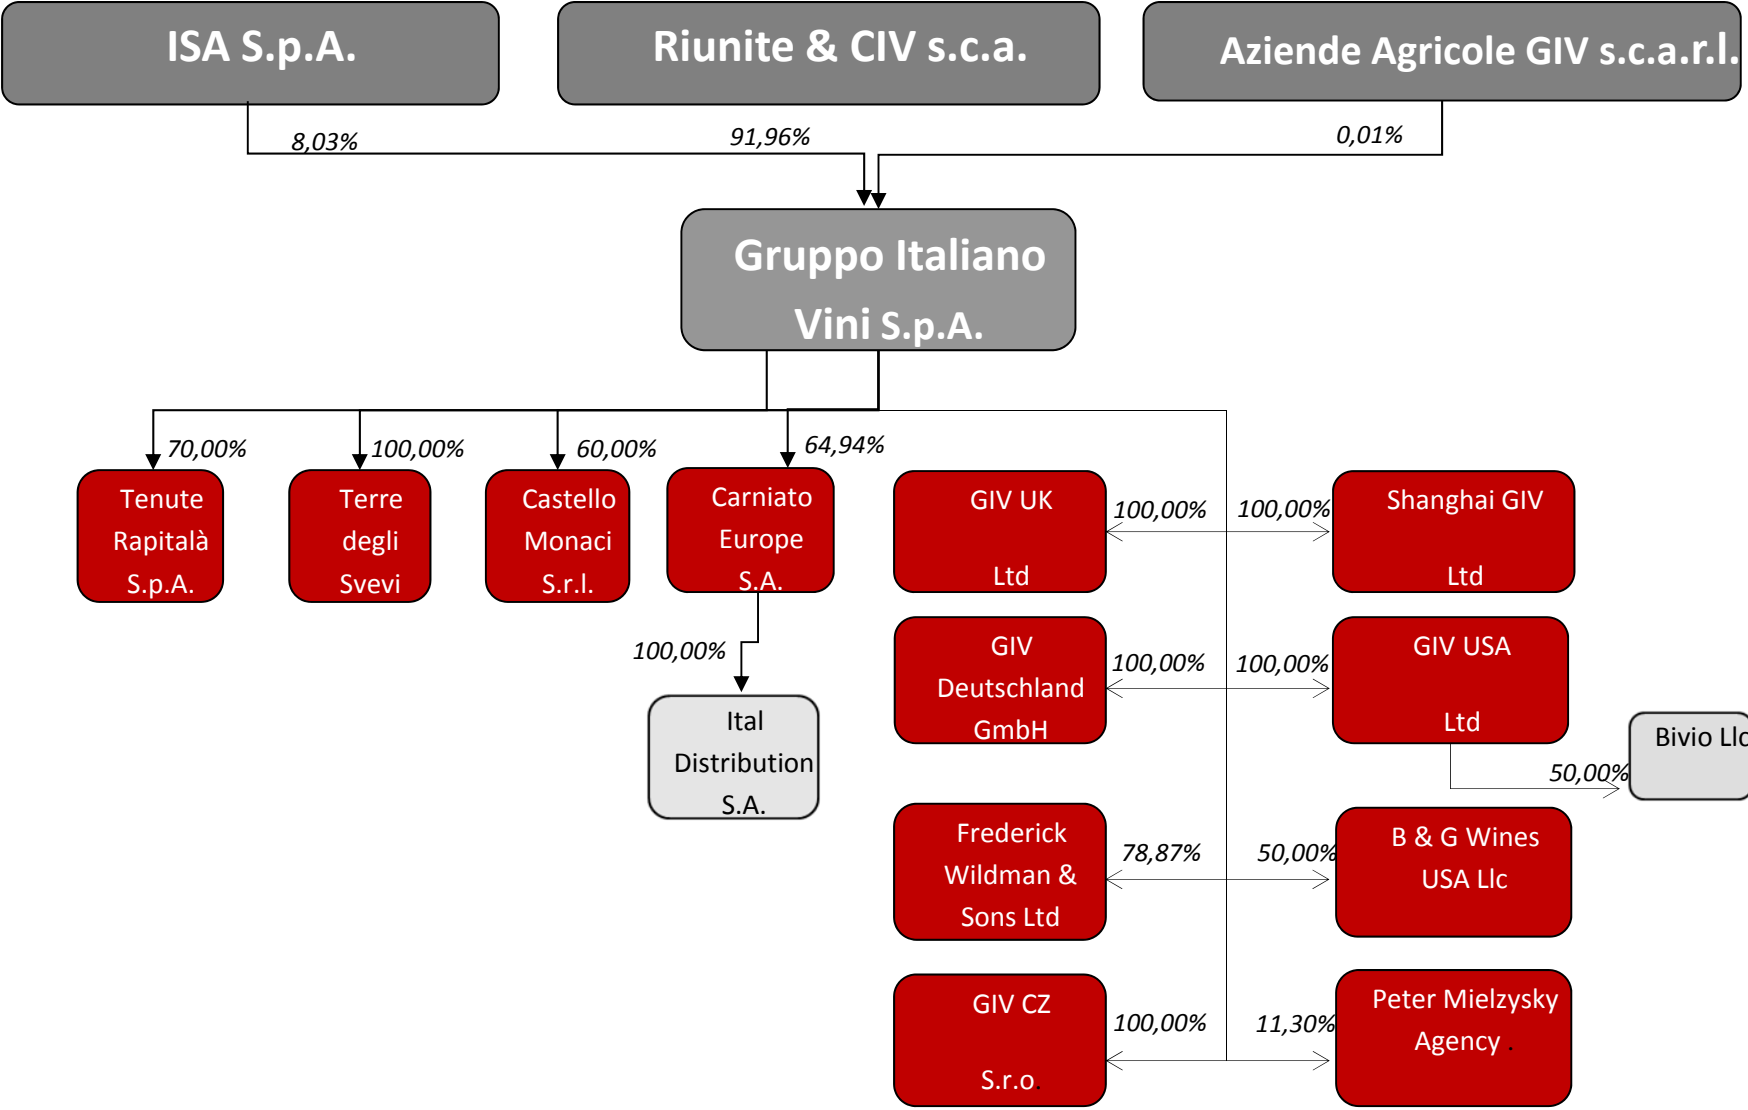 ISA S.p.A.
Riunite & CIV s.c.a.
Aziende Agricole GIV s.c.a.r.l.
8,03%
91,96%
0,01%
Gruppo Italiano
Vini S.p.A.
70,00%
100,00%
60,00%
64,94%
Tenute
Rapitalà
S.p.A.
Terre
degli
Svevi
Castello
Monaci
S.r.l.
Carniato
Europe
S.A.
GIV UK
Ltd
100,00%
100,00%
Shanghai GIV
Ltd
100,00%
Ital
Distribution
S.A.
GIV
Deutschland
GmbH
100,00%
100,00%
GIV USA
Ltd
50,00%
Bivio Llc
Frederick
Wildman &
Sons Ltd
78,87%
50,00%
B & G Wines
USA Llc
GIV CZ
S.r.o.
100,00%
11,30%
Peter Mielzysky
Agency .